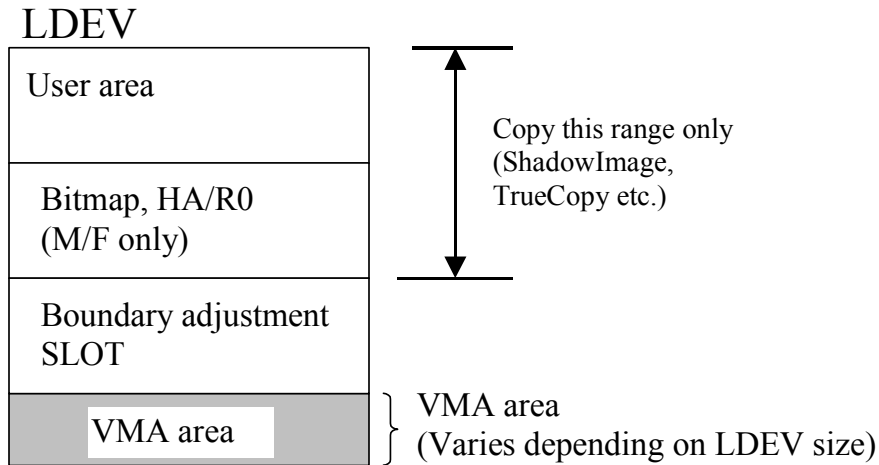 LDEV
User area
Copy this range only
(ShadowImage,
TrueCopy etc.)
Bitmap, HA/R0
(M/F only)
Boundary adjustment
SLOT
VMA area
VMA area
(Varies depending on LDEV size)